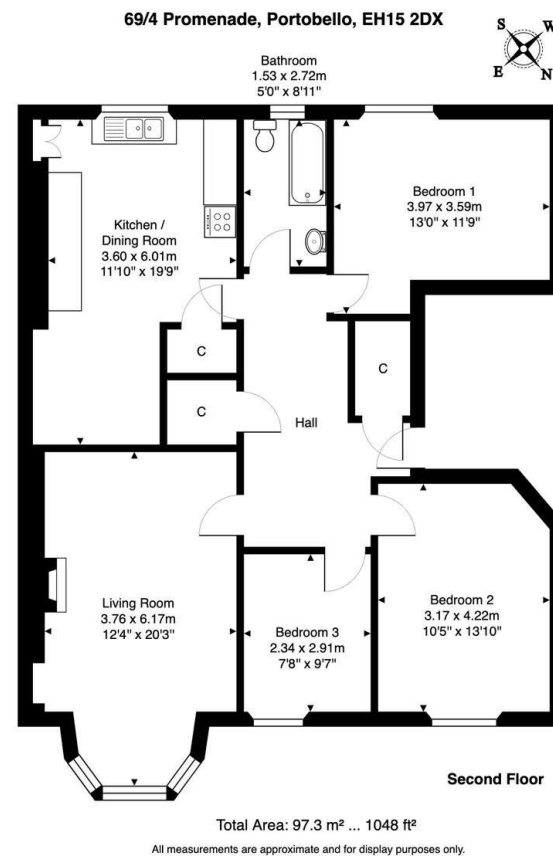 69/4 Promenade, Portobello, EH15 2DX
S
W
E
N
Bathroom
1.53 x 2.72m
5'0" x 8'11"
Kitchen /
Dining Room
3.60 x 6.01m
11'10" x 19'9"
Bedroom 1
3.97 x 3.59m
13'0" x 11'9"
C
C
C
Hall
Living Room
3.76 x 6.17m
12'4" x 20'3"
Bedroom 3
2.34 x 2.91m
7'8" x 9'7"
Bedroom 2
3.17 x 4.22m
10'5" x 13'10"
Second Floor
Total Area: 97.3 m² ... 1048 ft²
All measurements are approximate and for display purposes only.